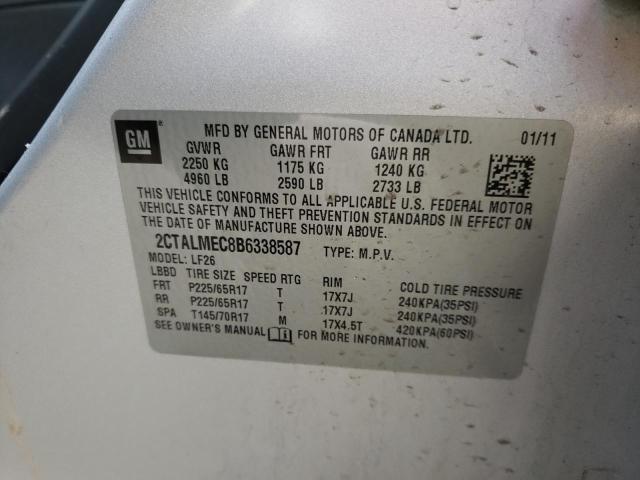 GM ® MFD BY GENERAL MOTORS OF CANADA LTD. 01/11
GVWR GAWR FRT GAWR RR
2250 KG 1175 KG 1240 KG
4960 LB 2590 LB 2733 LB
THIS VEHICLE CONFORMS TO ALL APPLICABLE U.S. FEDERAL MOTOR
VEHICLE SAFETY AND THEFT PREVENTION STANDARDS IN EFFECT ON
THE DATE OF MANUFACTURE SHOWN ABOVE.
2CTALMEC8B6338587 TYPE: M.P.V.
MODEL: LF26
LBBD TIRE SIZE SPEED RTG RIM COLD TIRE PRESSURE
FRT P225/65R17 T 17X7J 240KPA(35PSI)
RR P225/65R17 T 17X7J 240KPA(35PSI)
SPA T145/70R17 M 17X4.5T 420KPA(60PSI)
SEE OWNER'S MANUAL FOR MORE INFORMATION.